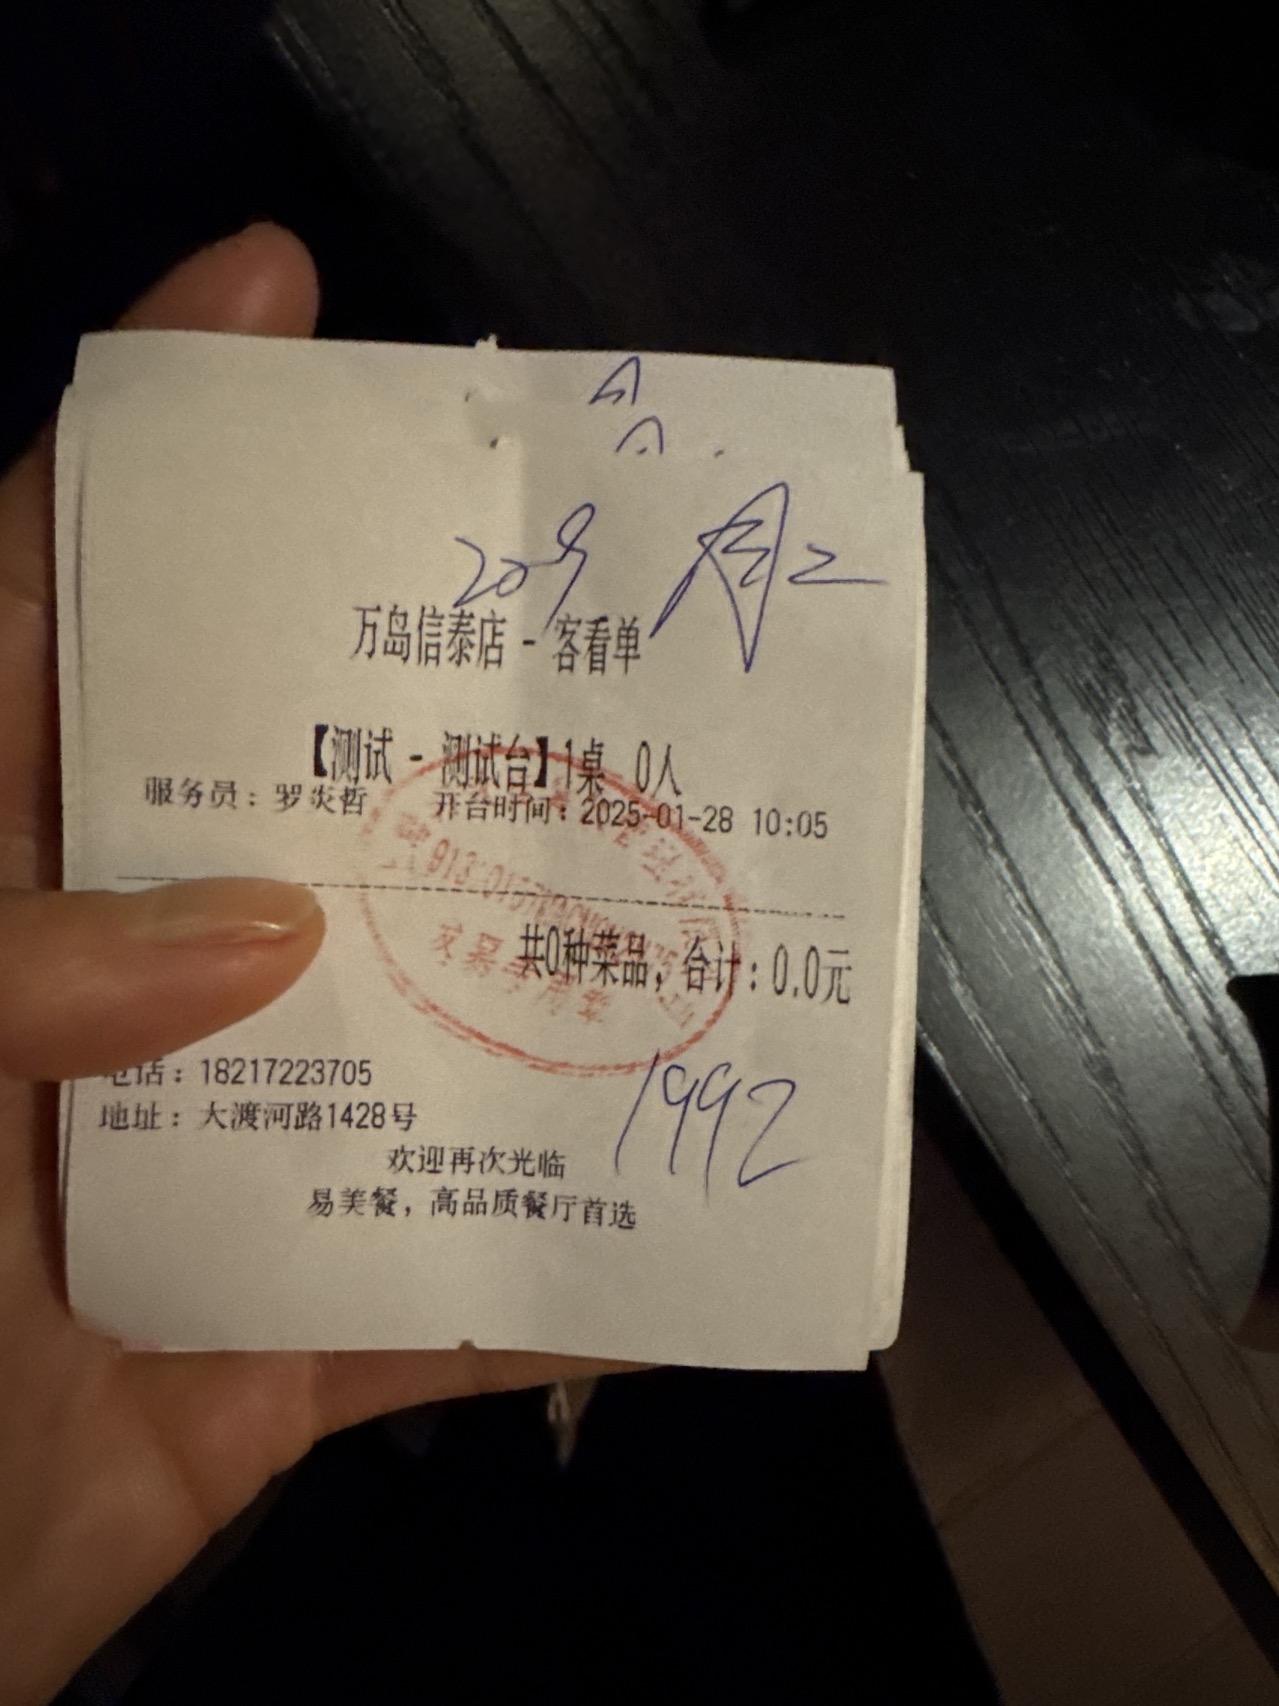 209 周二
万岛信泰店 - 客看单
【测试 - 测试台】1桌 0人
服务员：罗炎哲 开台时间：2025-01-28 10:05
共0种菜品，合计：0.0元
电话：18217223705
地址：大渡河路1428号
1992
欢迎再次光临
易美餐，高品质餐厅首选